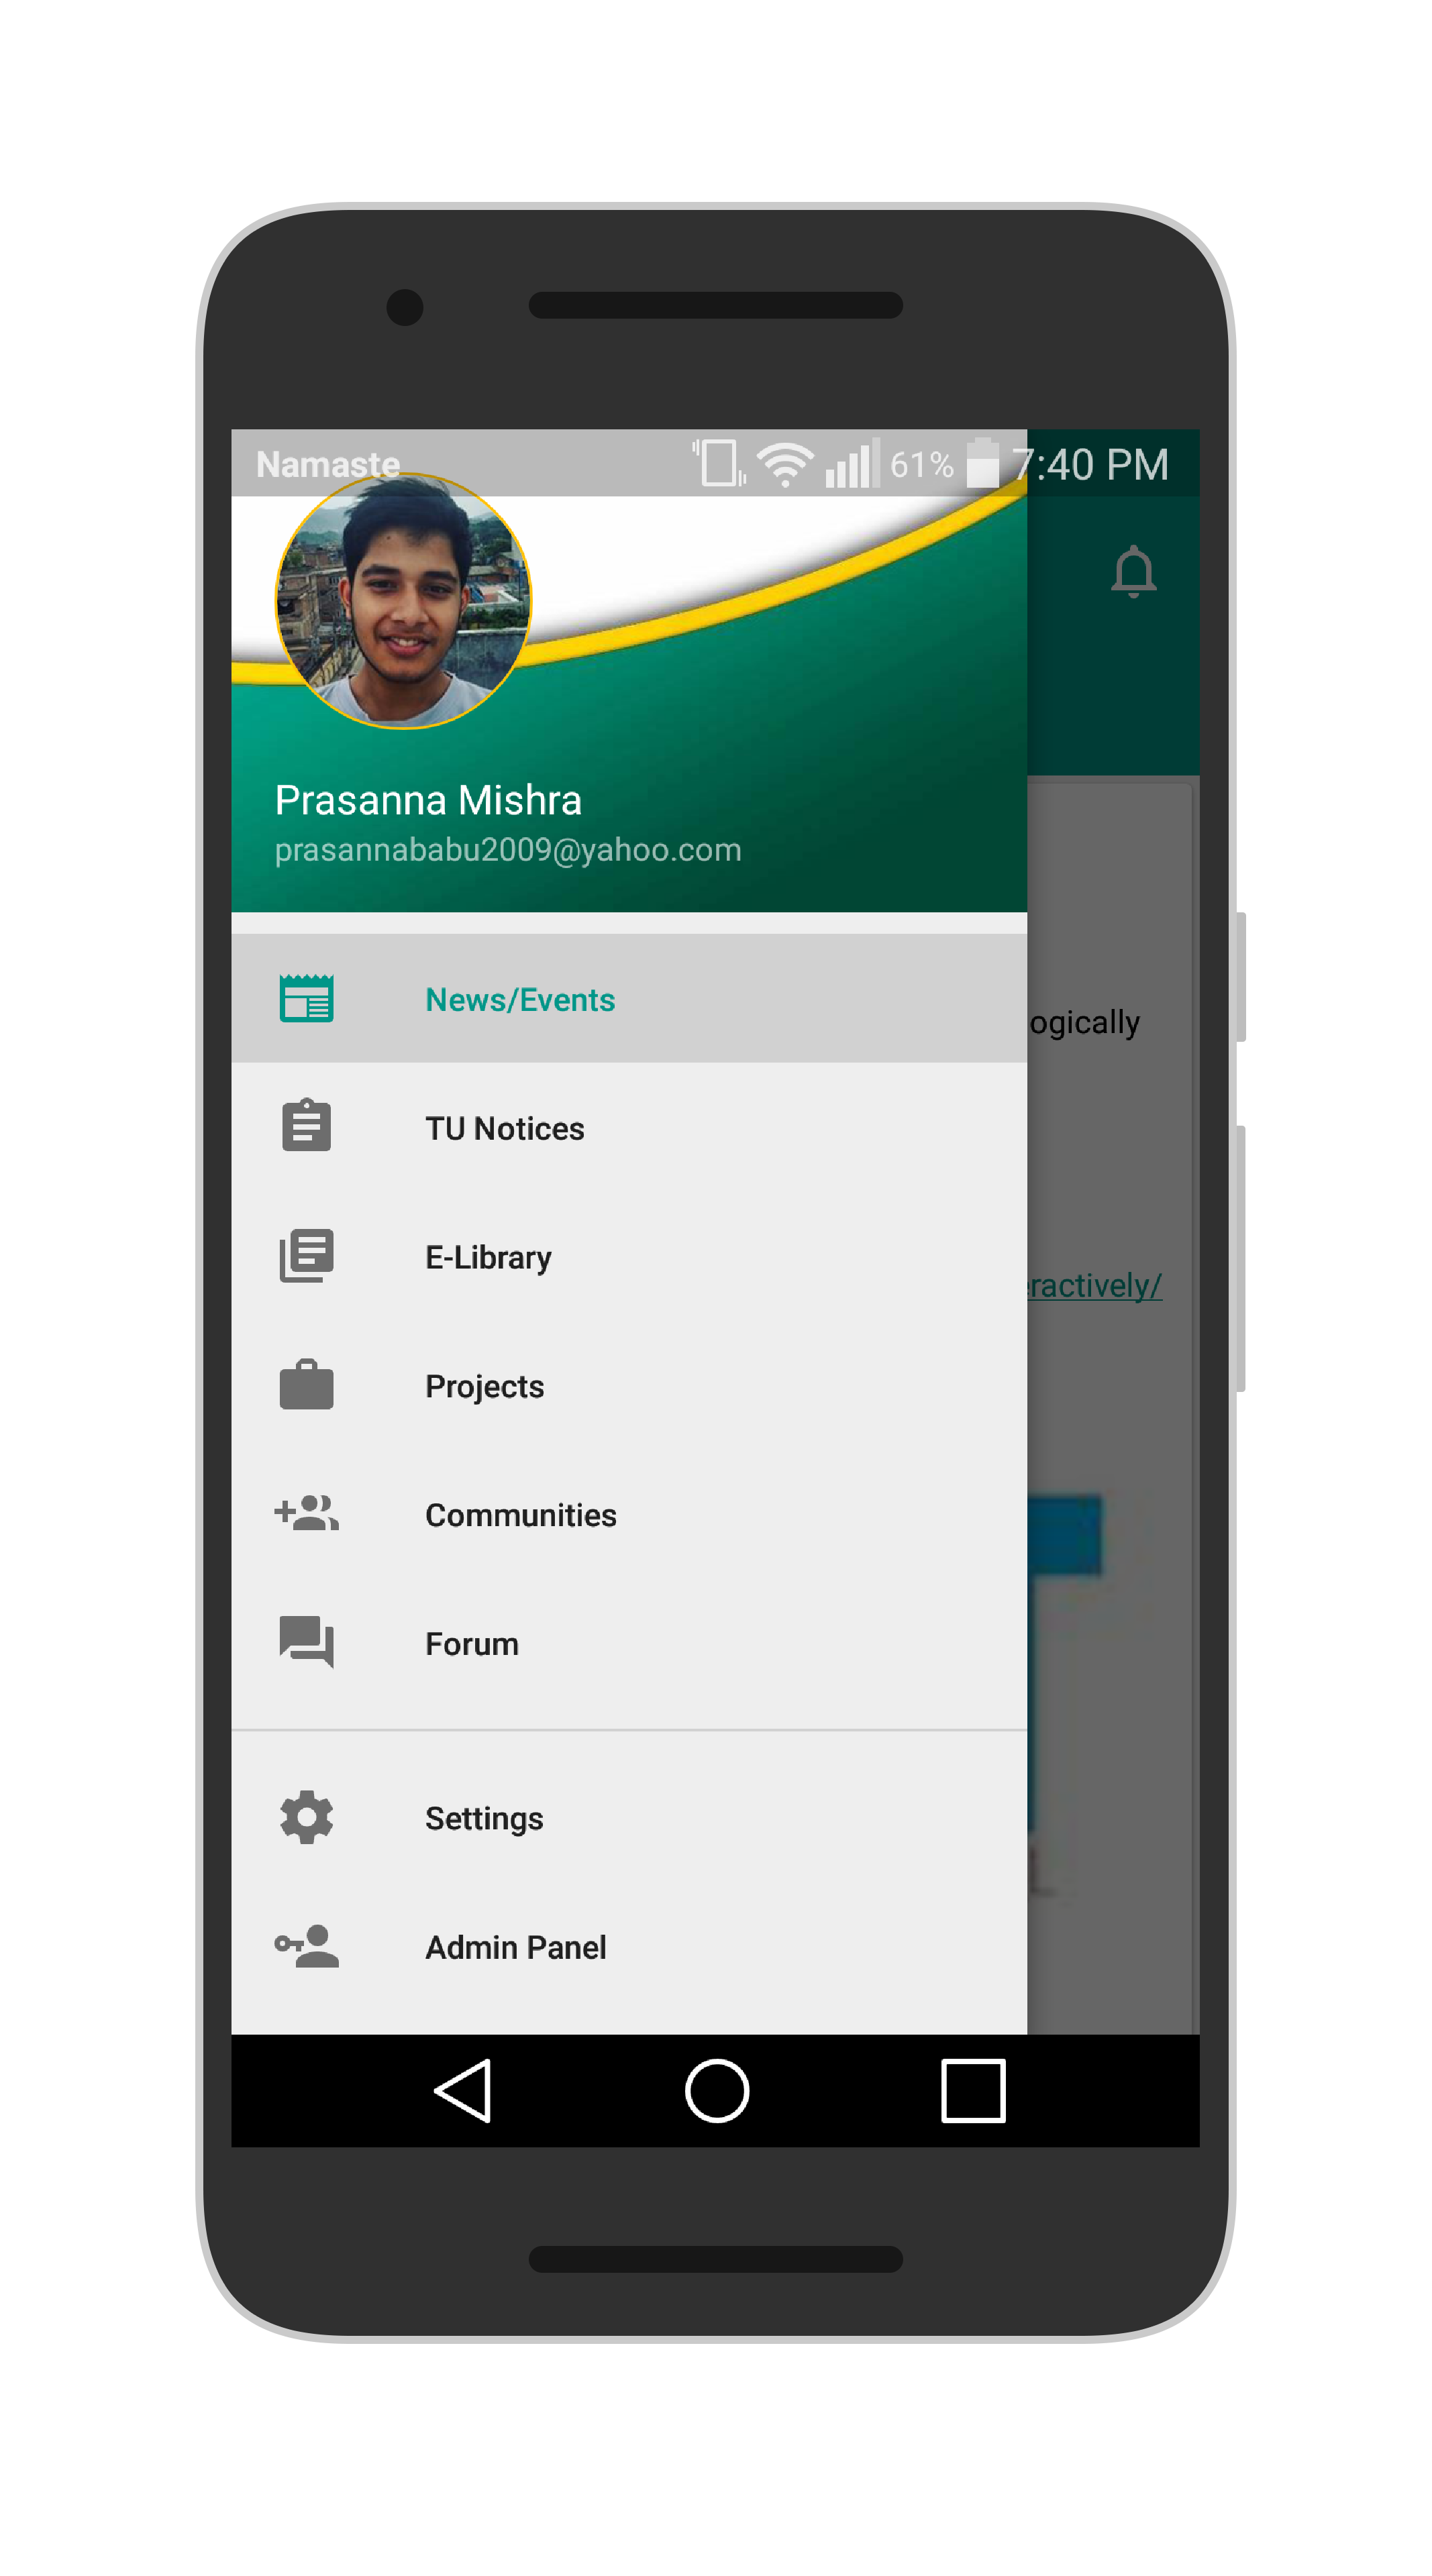 Namaste 61% 7:40 PM
Prasanna Mishra
prasannababu2009@yahoo.com
News/Events
ogically
TU Notices
E-Library
ractively/
Projects
Communities
Forum
Settings
Admin Panel